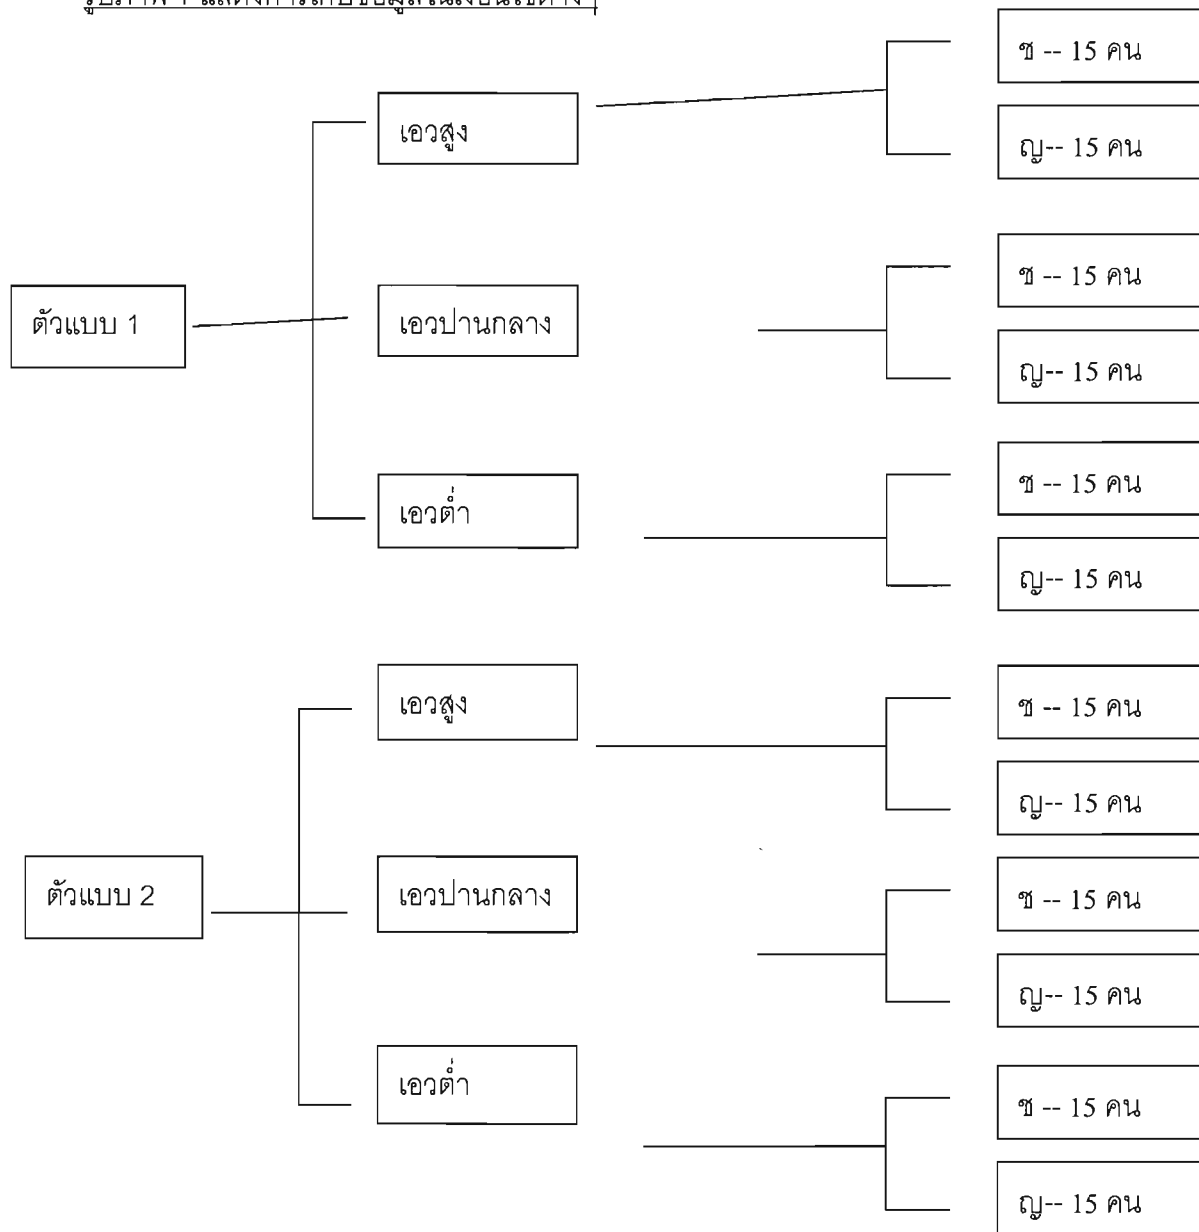 ช -- 15 คน
เอวสูง
ญ-- 15 คน
ช -- 15 คน
ตัวแบบ 1
เอวปานกลาง
ญ-- 15 คน
ช -- 15 คน
เอวต่ำ
ญ-- 15 คน
เอวสูง
ช -- 15 คน
ญ-- 15 คน
ตัวแบบ 2
เอวปานกลาง
ช -- 15 คน
ญ-- 15 คน
เอวต่ำ
ช -- 15 คน
ญ-- 15 คน